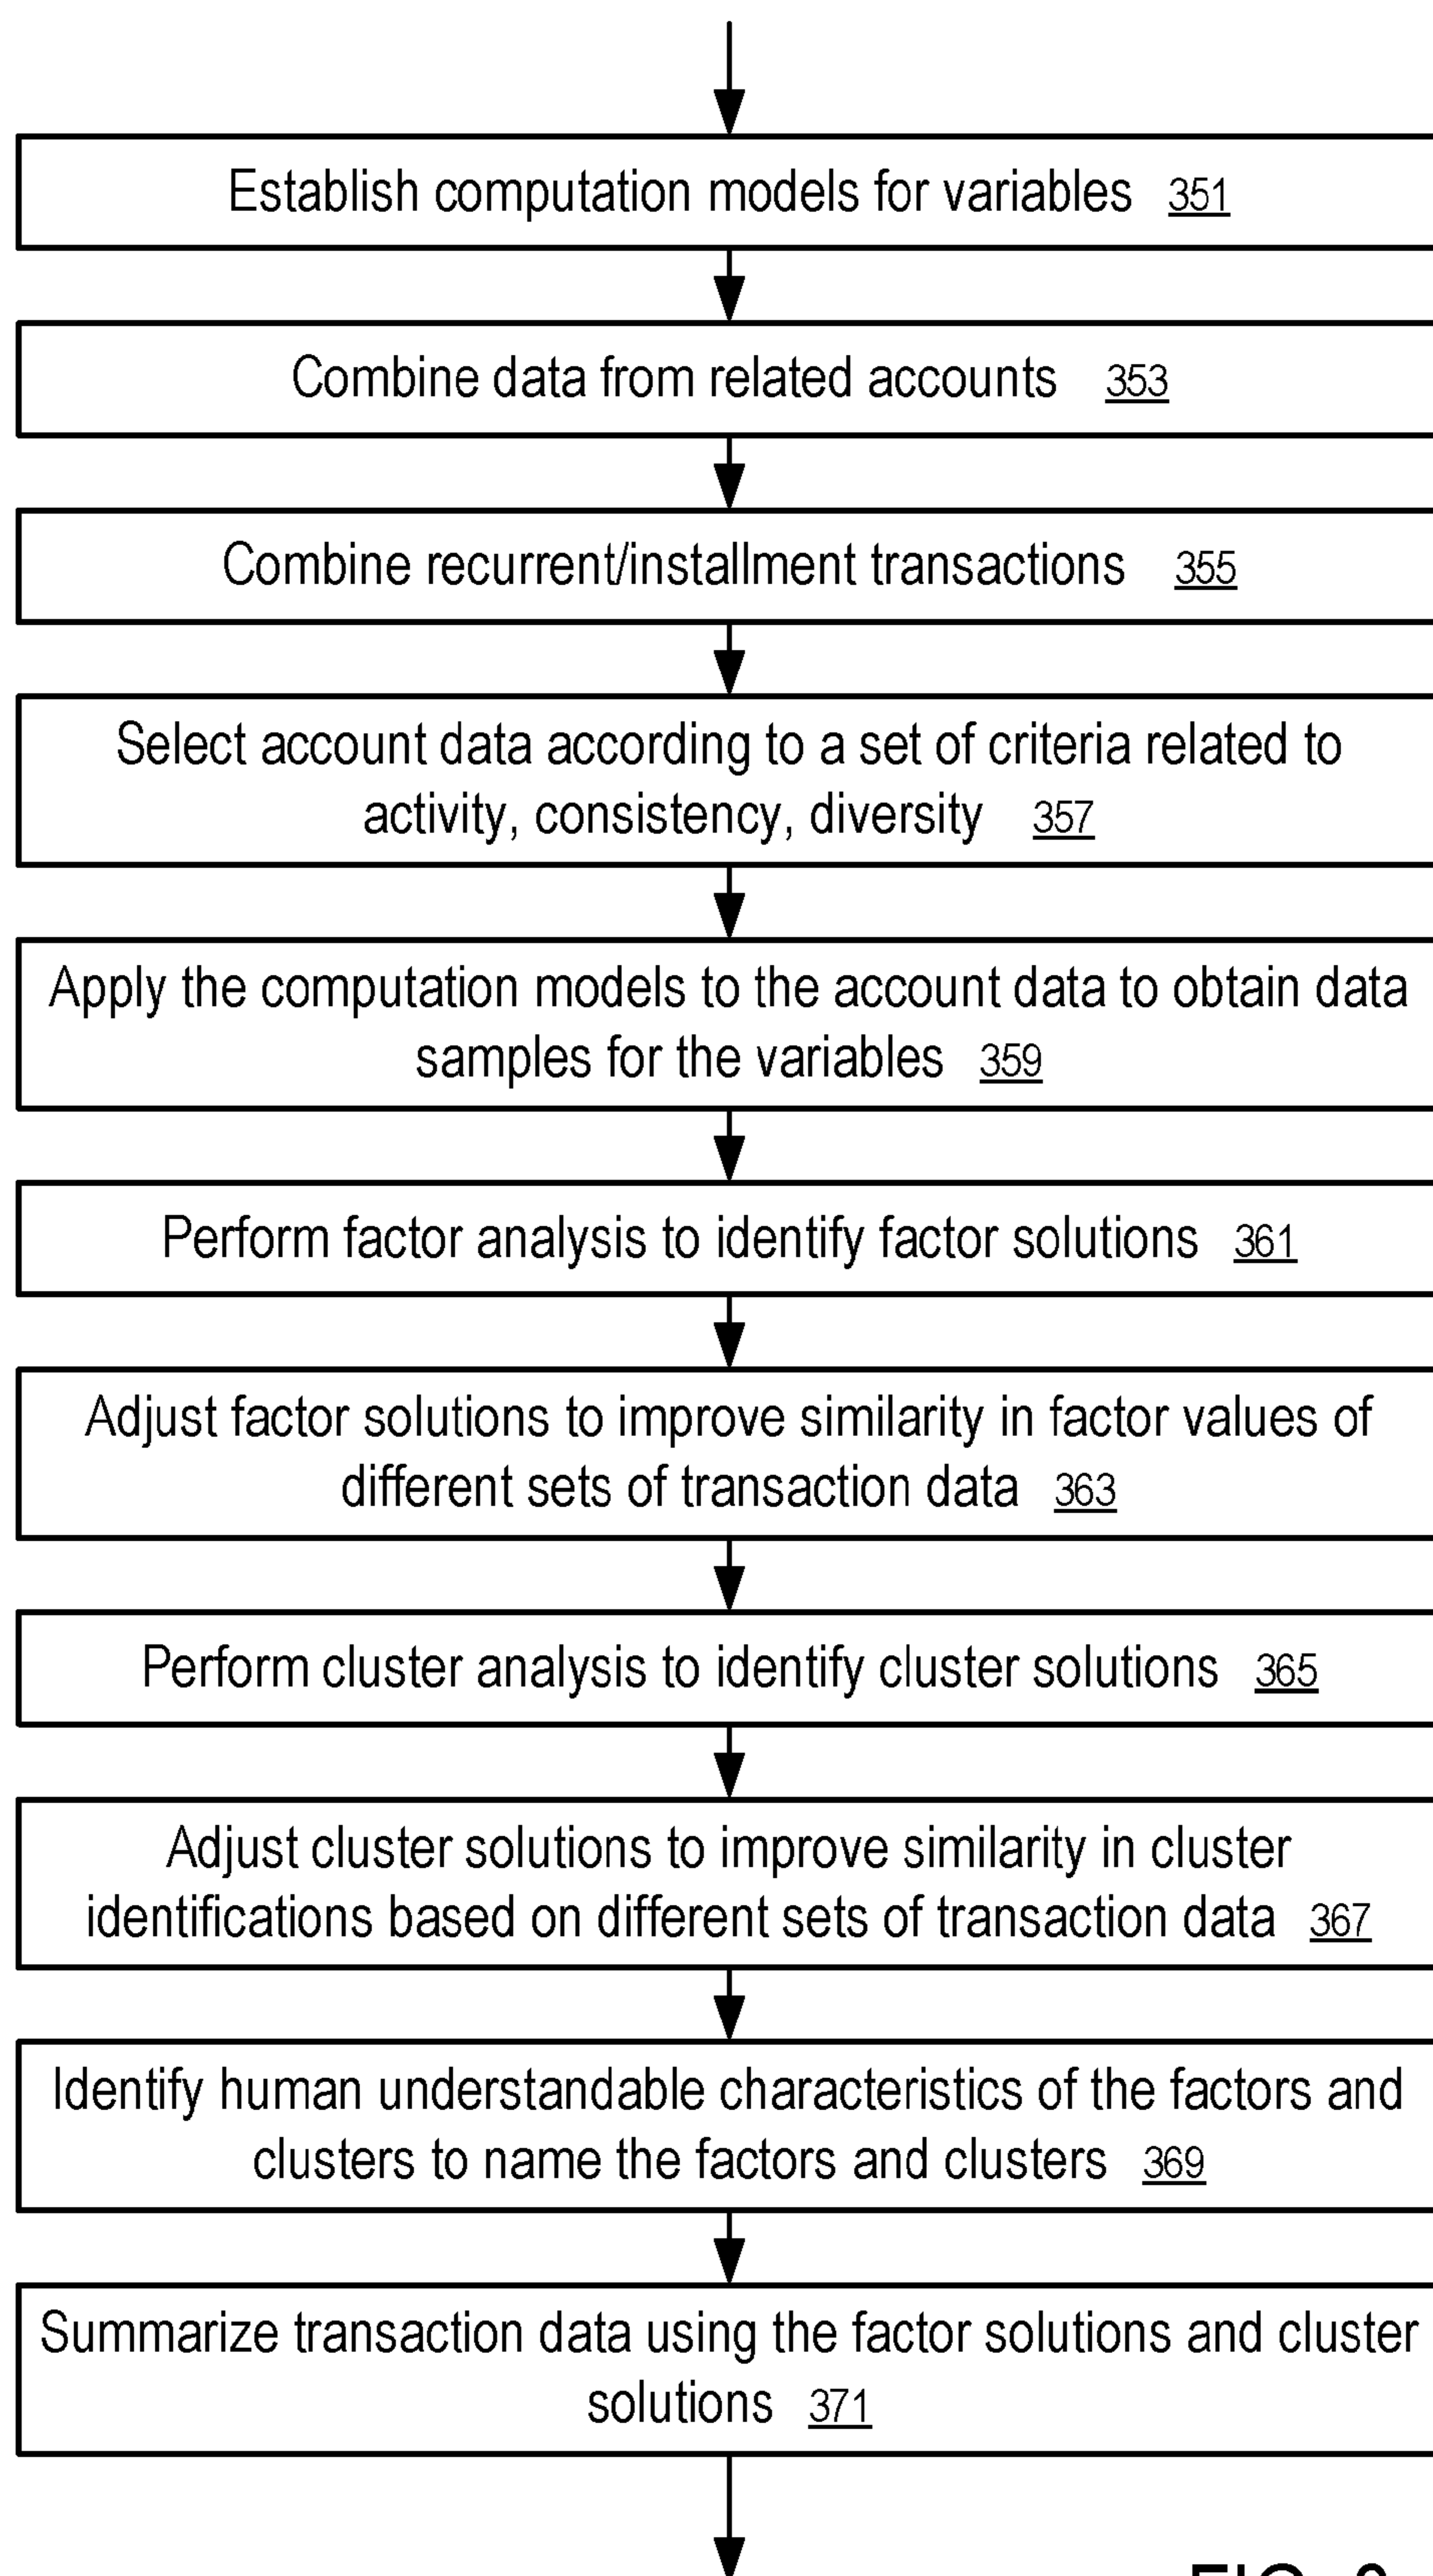 Establish computation models for variables 351
Combine data from related accounts 353
Combine recurrent/installment transactions 355
Select account data according to a set of criteria related to
activity, consistency, diversity 357
Apply the computation models to the account data to obtain data
samples for the variables 359
Perform factor analysis to identify factor solutions 361
Adjust factor solutions to improve similarity in factor values of
different sets of transaction data 363
Perform cluster analysis to identify cluster solutions 365
Adjust cluster solutions to improve similarity in cluster
identifications based on different sets of transaction data 367
Identify human understandable characteristics of the factors and
clusters to name the factors and clusters 369
Summarize transaction data using the factor solutions and cluster
solutions 371
FIG.